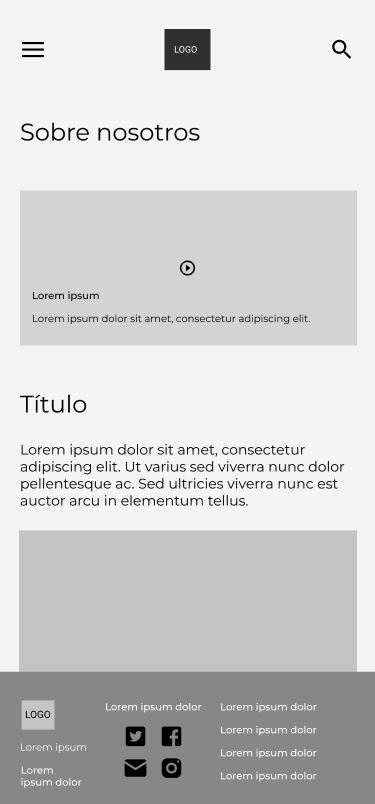 LOGO
Sobre nosotros
Lorem ipsum
Lorem ipsum dolor sit amet, consectetur adipiscing elit.
Título
Lorem ipsum dolor sit amet, consectetur
adipiscing elit. Ut varius sed viverra nunc dolor
pellentesque ac. Sed ultricies viverra nunc est
auctor arcu in elementum tellus.
LOGO
Lorem ipsum
Lorem
ipsum dolor
Lorem ipsum dolor
Lorem ipsum dolor
Lorem ipsum dolor
Lorem ipsum dolor
Lorem ipsum dolor